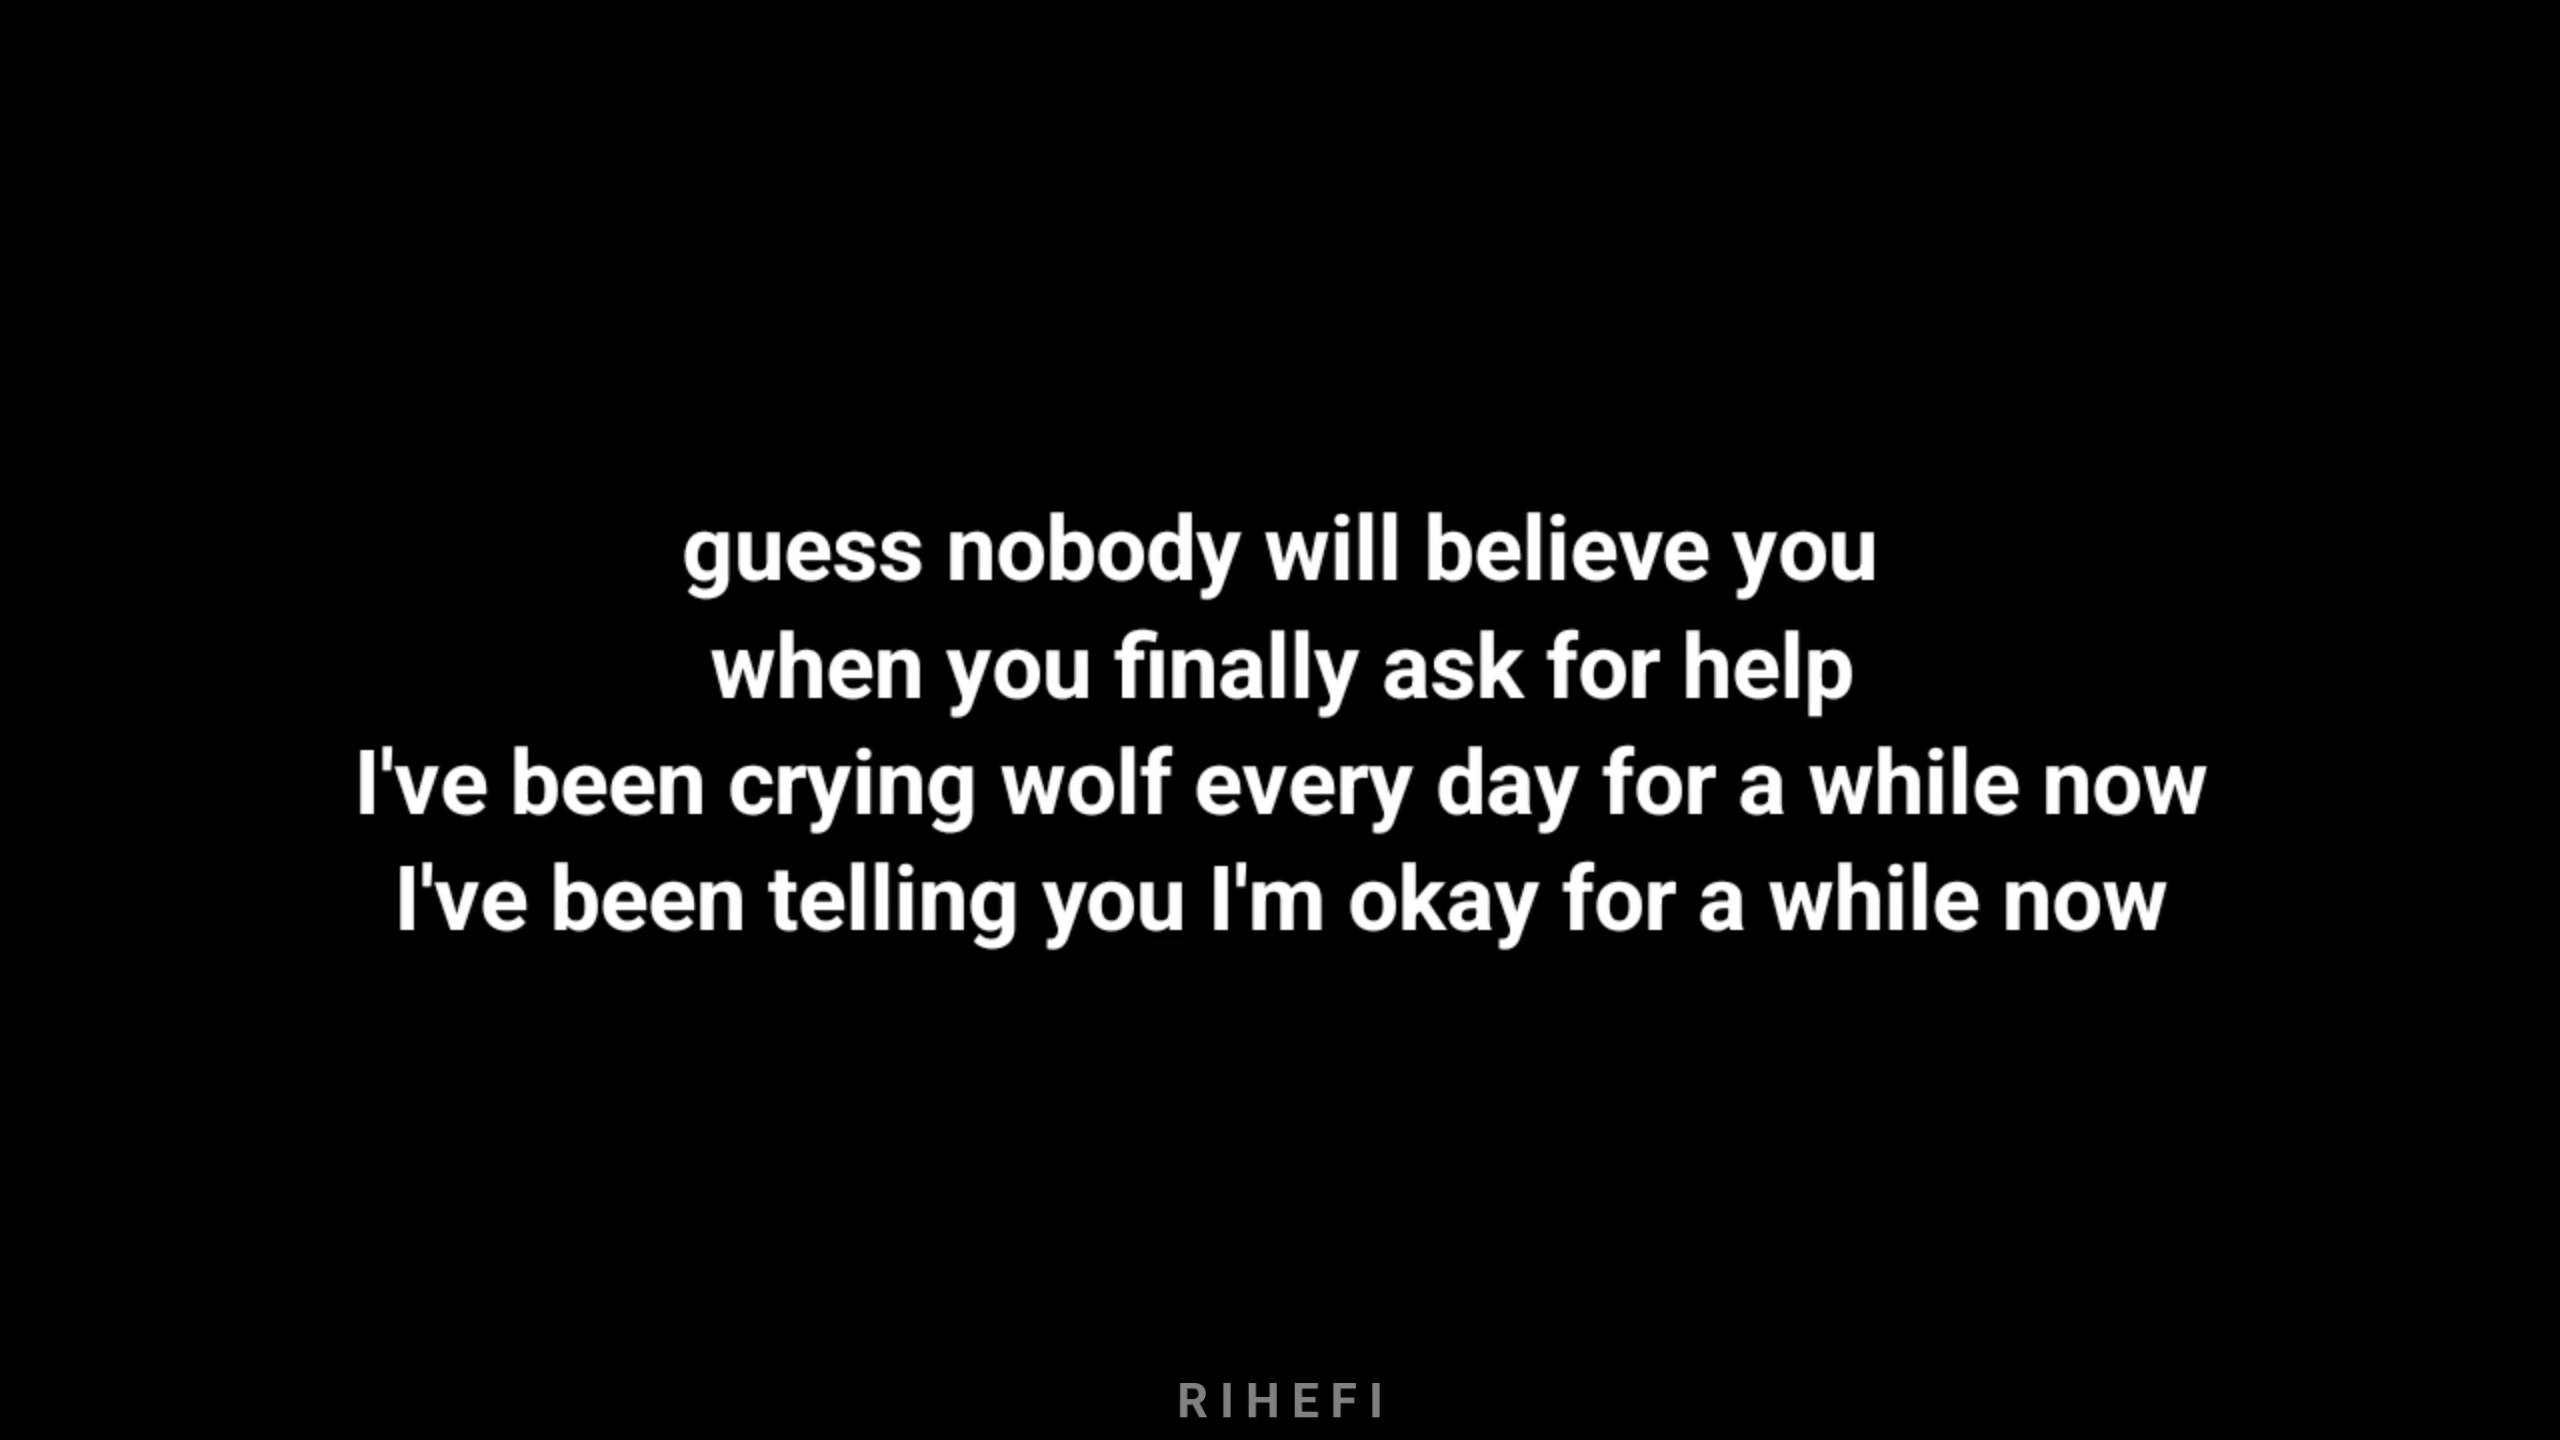 guess nobody will believe you
when you finally ask for help
I've been crying wolf every day for a while now
I've been telling you I'm okay for a while now
RIHEFI